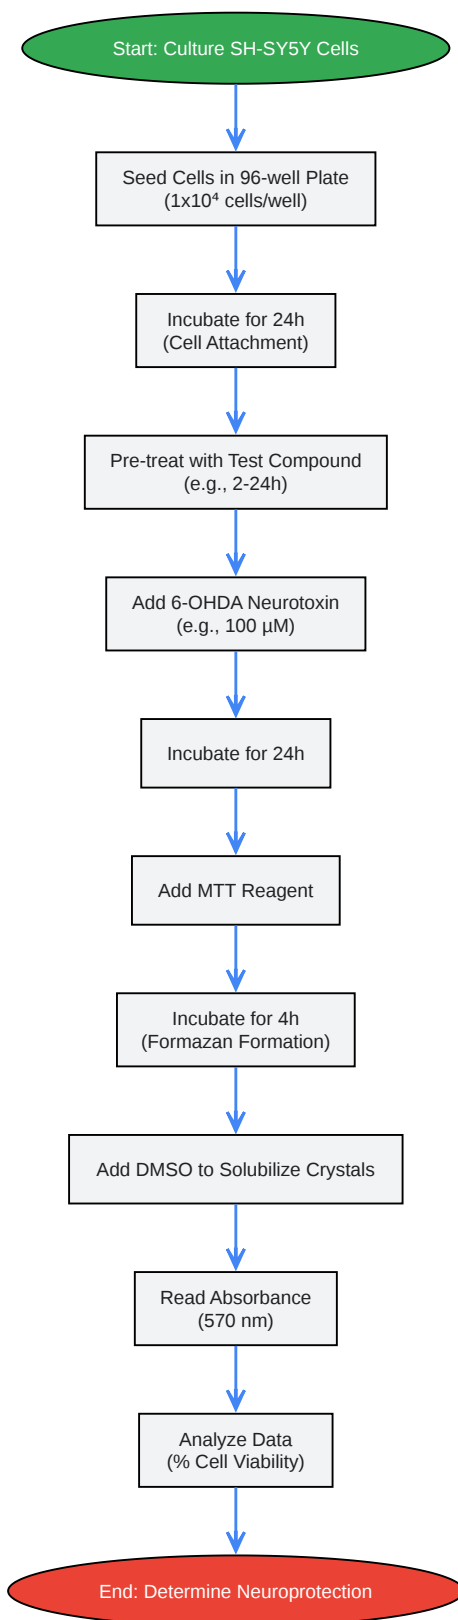 Start: Culture SH-SY5Y Cells
Seed Cells in 96-well Plate
(1x10⁴ cells/well)
Incubate for 24h
(Cell Attachment)
Pre-treat with Test Compound
(e.g., 2-24h)
Add 6-OHDA Neurotoxin
(e.g., 100 µM)
Incubate for 24h
Add MTT Reagent
Incubate for 4h
(Formazan Formation)
Add DMSO to Solubilize Crystals
Read Absorbance
(570 nm)
Analyze Data
(% Cell Viability)
End: Determine Neuroprotection